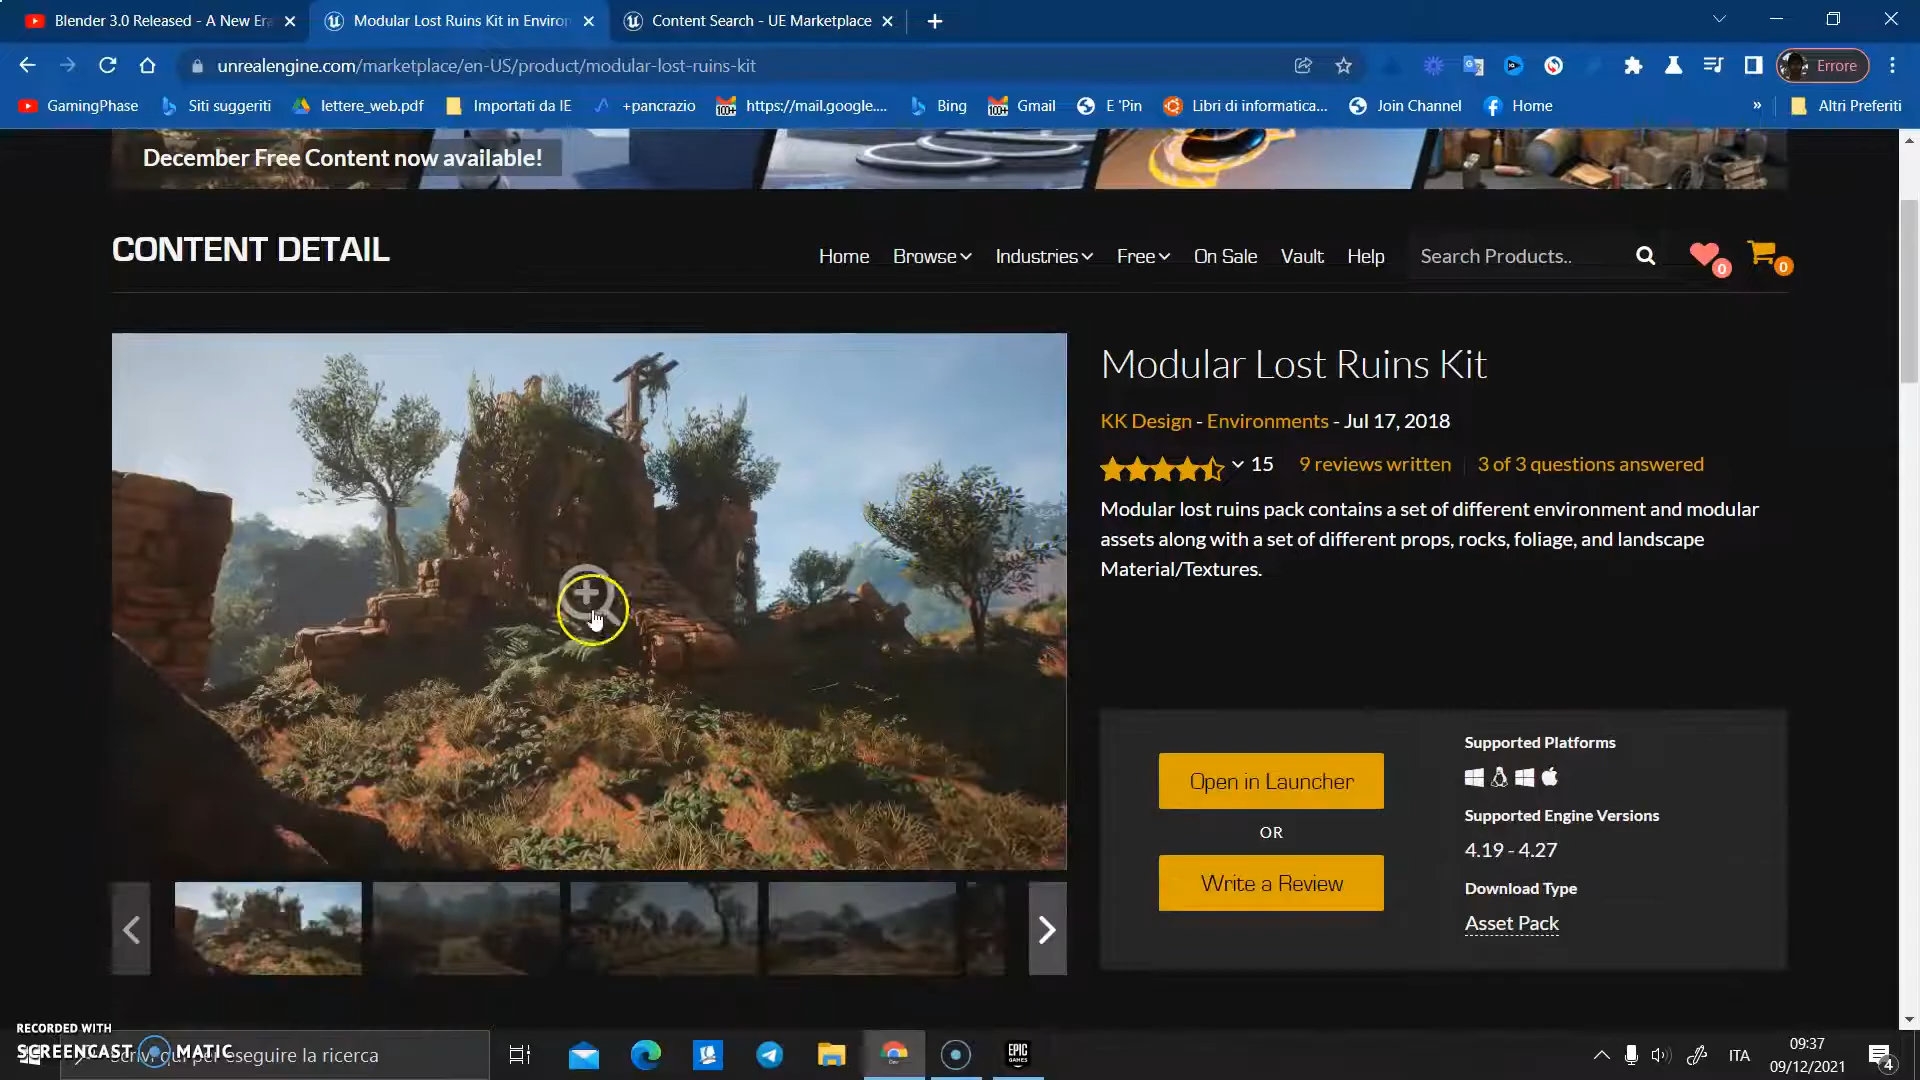 Blender 3.0 Released - A New Era
Modular Lost Ruins Kit in Environ
Content Search - UE Marketplace
unrealengine.com/marketplace/en-US/product/modular-lost-ruins-kit
Errore
GamingPhase
Siti suggeriti
lettere_web.pdf
Importati da IE
+pancrazio
https://mail.google....
Bing
Gmail
E 'Pin
Libri di informatica...
Join Channel
Home
»
Altri Preferiti
December Free Content now available!
CONTENT DETAIL
Home
Browse
Industries
Free
On Sale
Vault
Help
Search Products..
0
0
Modular Lost Ruins Kit
KK Design - Environments - Jul 17, 2018
15
9 reviews written
3 of 3 questions answered
Modular lost ruins pack contains a set of different environment and modular
assets along with a set of different props, rocks, foliage, and landscape
Material/Textures.
Open in Launcher
OR
Write a Review
Supported Platforms
Supported Engine Versions
4.19 - 4.27
Download Type
Asset Pack
RECORDED WITH
SCREENCAST MATIC
qui per eseguire la ricerca
EPIC
GAMES
ITA
09:37
09/12/2021
4